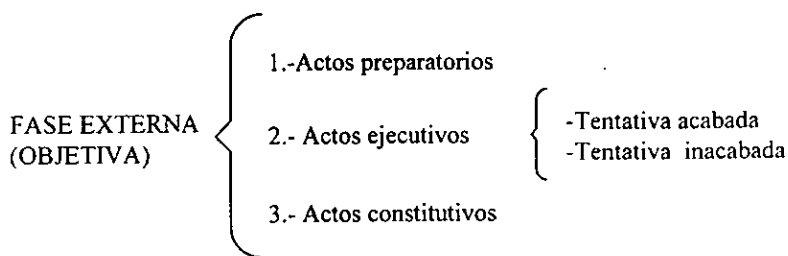 1.-Actos preparatorios
FASE EXTERNA
(OBJETIVA)
2.- Actos ejecutivos
-Tentativa acabada
-Tentativa inacabada
3.- Actos constitutivos